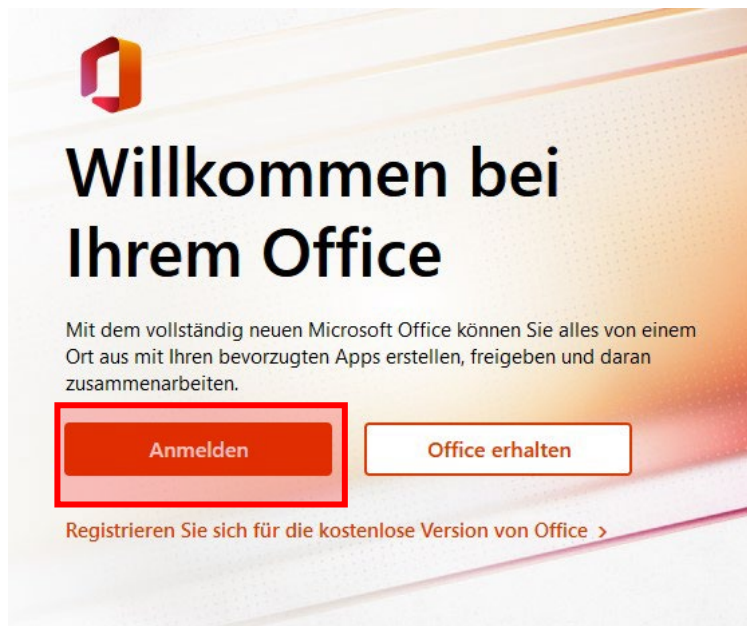 Willkommen bei
Ihrem Office
Mit dem vollständig neuen Microsoft Office können Sie alles von einem
Ort aus mit Ihren bevorzugten Apps erstellen, freigeben und daran
zusammenarbeiten.
Anmelden
Office erhalten
Registrieren Sie sich für die kostenlose Version von Office >